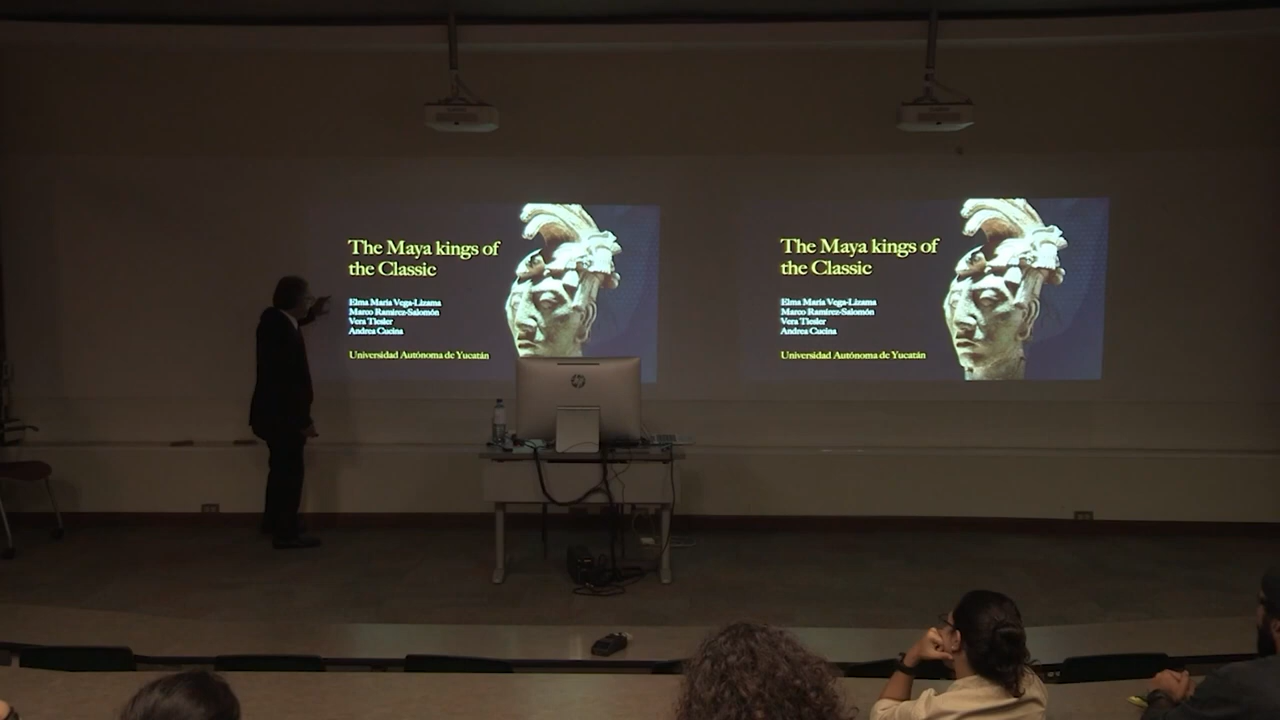 The Maya kings of
the Classic
Elma María Vega-Lizama
Marco Ramírez-Salomón
Vera Tiesler
Andrea Cucina
Universidad Autónoma de Yucatán
The Maya kings of
the Classic
Elma María Vega-Lizama
Marco Ramírez-Salomón
Vera Tiesler
Andrea Cucina
Universidad Autónoma de Yucatán
hp